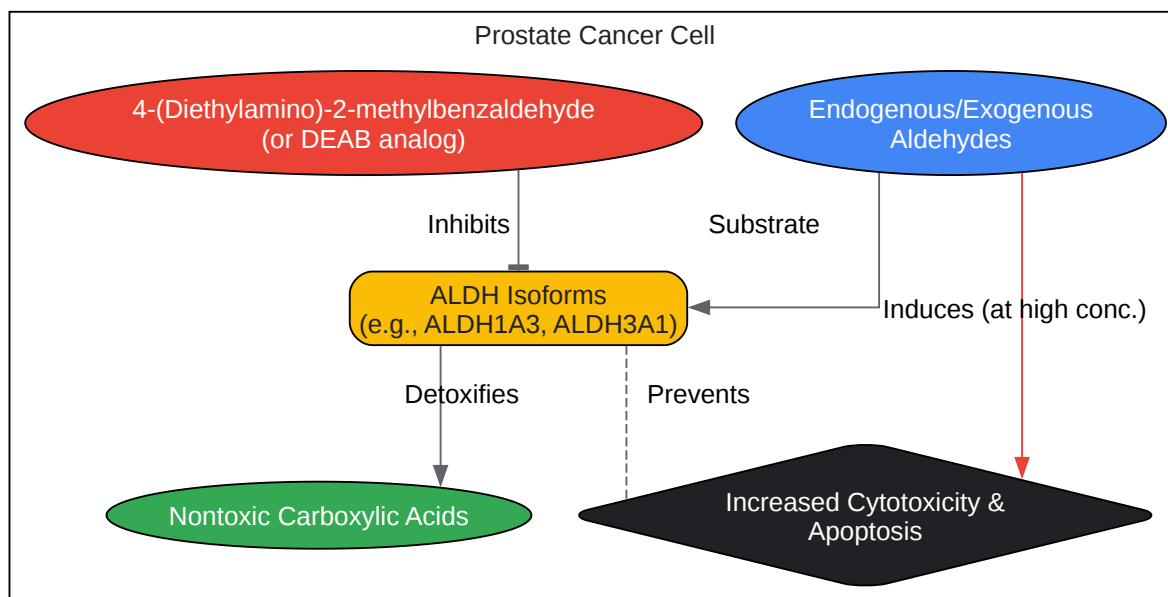 Prostate Cancer Cell
4-(Diethylamino)-2-methylbenzaldehyde
(or DEAB analog)
Endogenous/Exogenous
Aldehydes
Inhibits
Substrate
ALDH Isoforms
(e.g., ALDH1A3, ALDH3A1)
Induces (at high conc.)
Detoxifies
Prevents
Nontoxic Carboxylic Acids
Increased Cytotoxicity &
Apoptosis